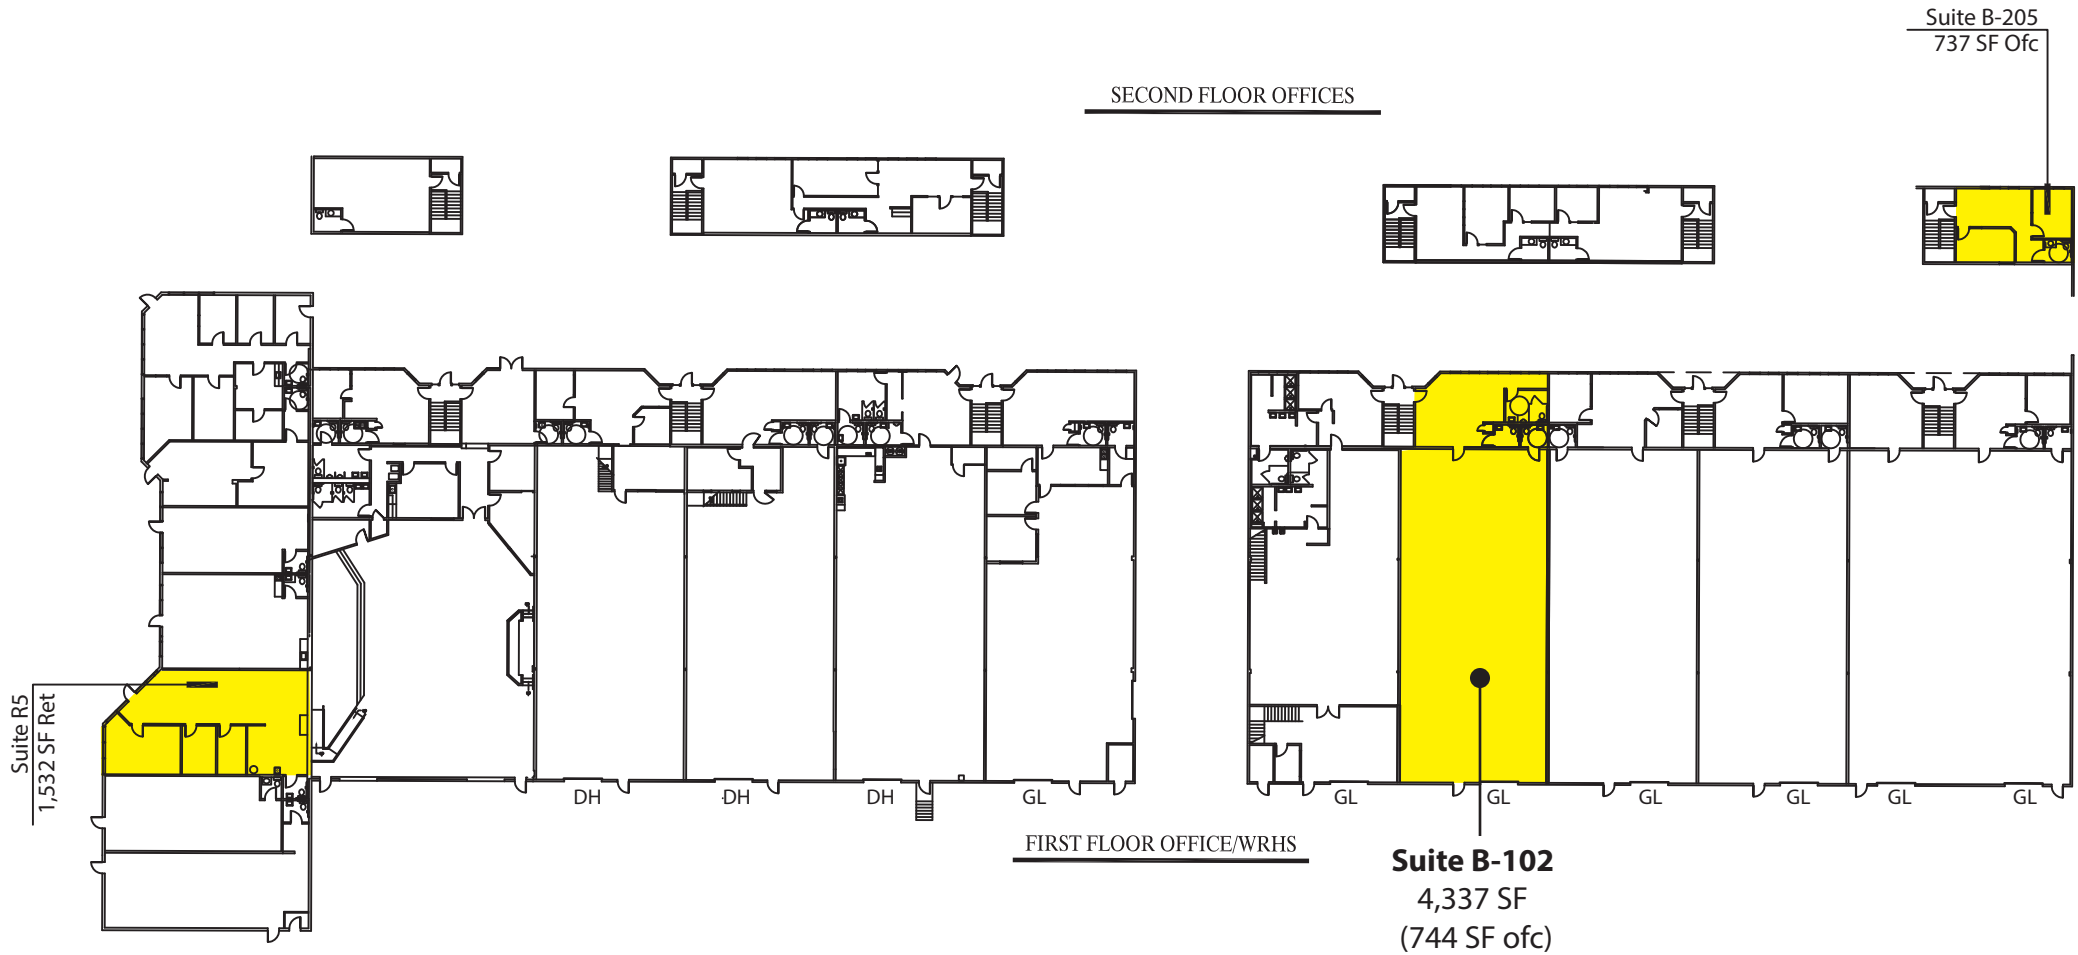 Suite B-205
737 SF Ofc
SECOND FLOOR OFFICES
Suite R5
1,532 SF Ret
DH
DH
DH
GL
GL
GL
GL
GL
GL
GL
FIRST FLOOR OFFICE/WRHS
Suite B-102
4,337 SF
(744 SF ofc)